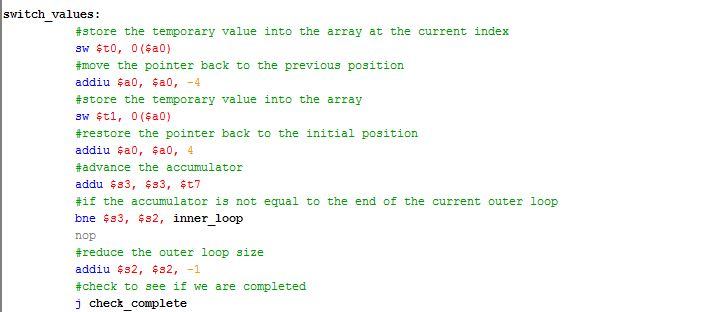 switch_values:
#store the temporary value into the array at the current index
sw $t0, 0($a0)
#move the pointer back to the previous position
addiu $a0, $a0, -4
#store the temporary value into the array
sw $t1, 0($a0)
#restore the pointer back to the initial position
addiu $a0, $a0, 4
#advance the accumulator
addu $s3, $s3, $t7
#if the accumulator is not equal to the end of the current outer loop
bne $s3, $s2, inner_loop
nop
#reduce the outer loop size
addiu $s2, $s2, -1
#check to see if we are completed
j check_complete